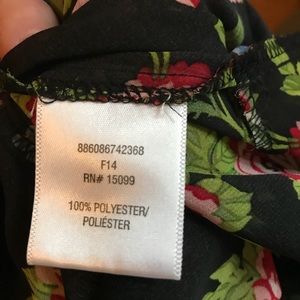 886086742368
F14
RN# 15099
100% POLYESTER/
POLIÉSTER